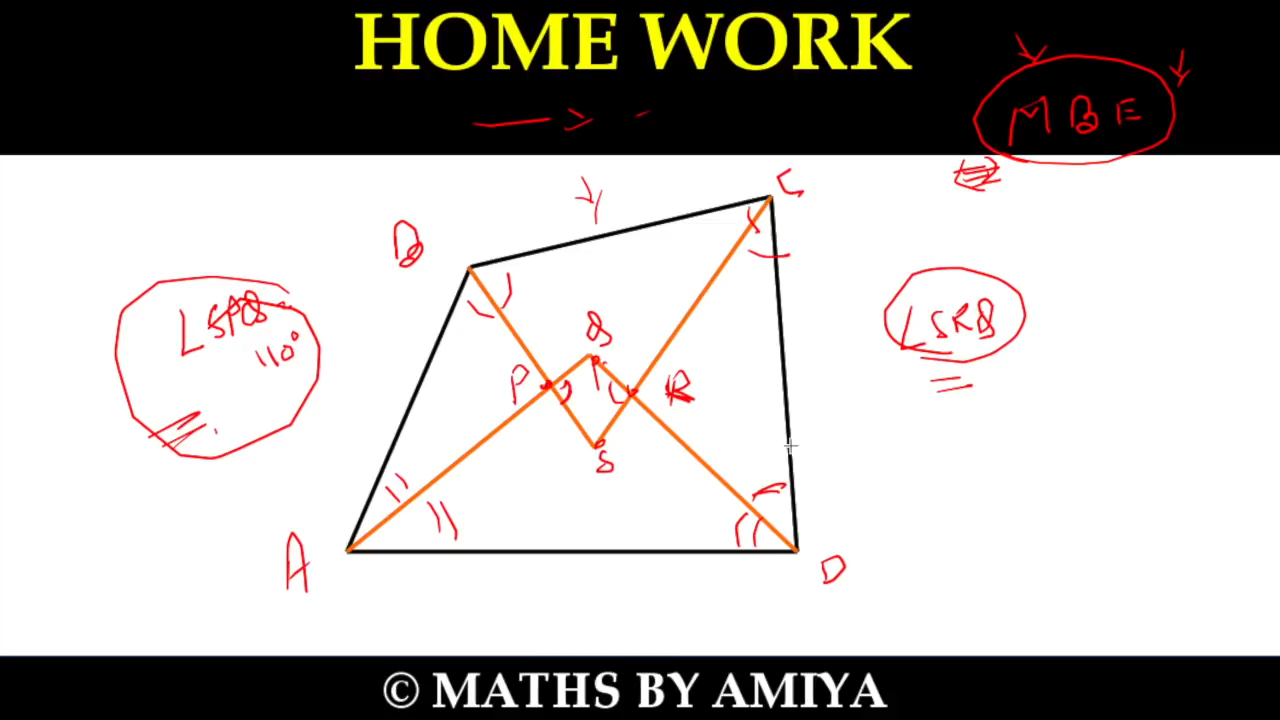 HOME WORK
MBE
C
B
∠SPQ
110°
∠SRQ
Q
P
R
S
A
D
© MATHS BY AMIYA